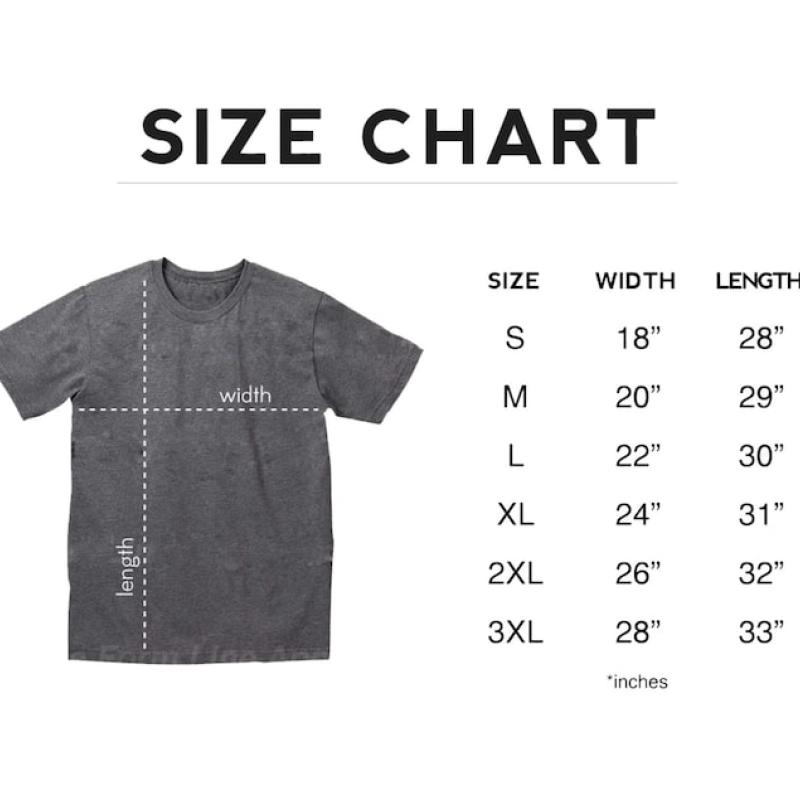 SIZE CHART
width
length
SIZE WIDTH LENGTH
S 18” 28”
M 20” 29”
L 22” 30”
XL 24” 31”
2XL 26” 32”
3XL 28” 33”
*inches